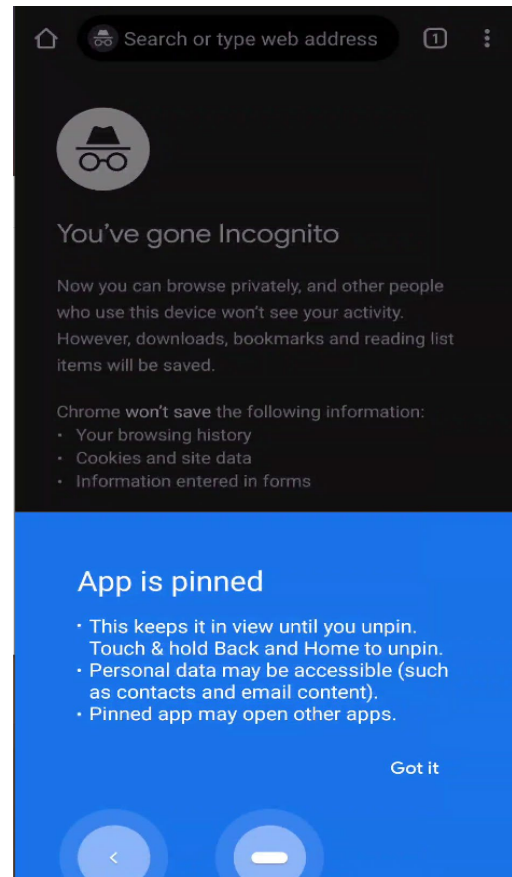 Search or type web address
1
You've gone Incognito
Now you can browse privately, and other people
who use this device won't see your activity.
However, downloads, bookmarks and reading list
items will be saved.
Chrome won't save the following information:
• Your browsing history
• Cookies and site data
• Information entered in forms
App is pinned
• This keeps it in view until you unpin.
Touch & hold Back and Home to unpin.
• Personal data may be accessible (such
as contacts and email content).
• Pinned app may open other apps.
Got it